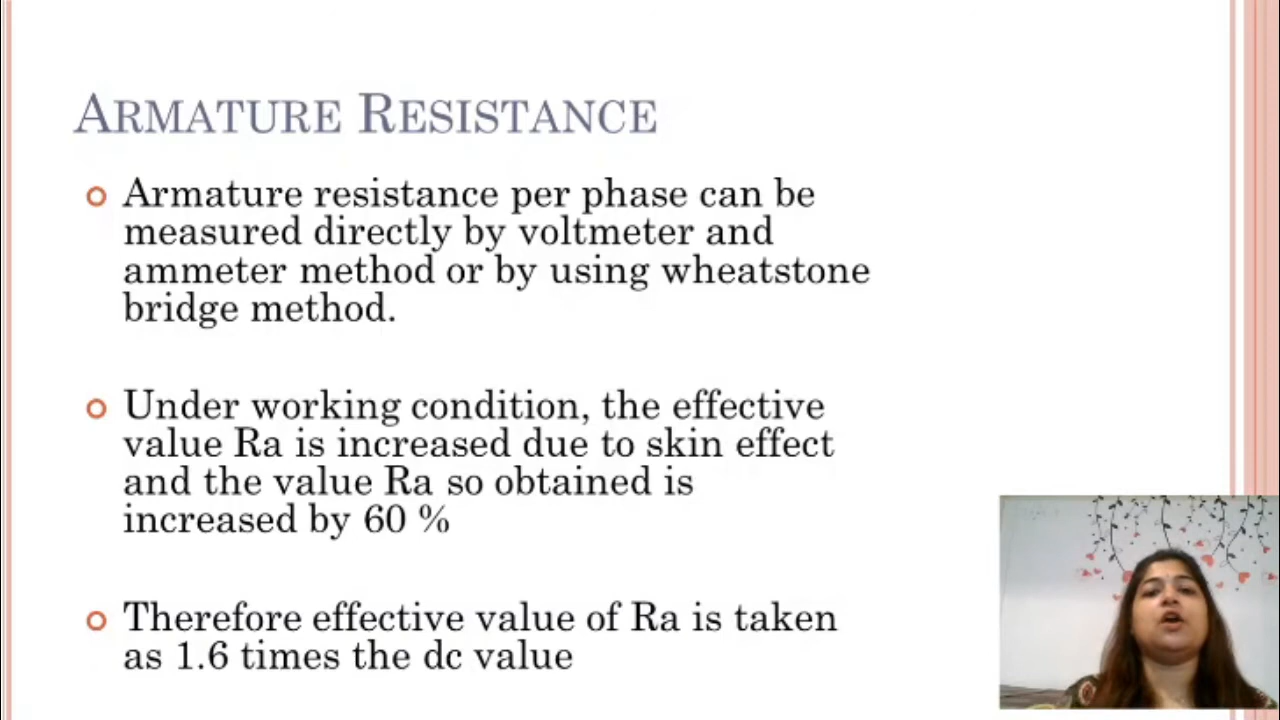 ARMATURE RESISTANCE
Armature resistance per phase can be
measured directly by voltmeter and
ammeter method or by using wheatstone
bridge method.
Under working condition, the effective
value Ra is increased due to skin effect
and the value Ra so obtained is
increased by 60 %
Therefore effective value of Ra is taken
as 1.6 times the dc value